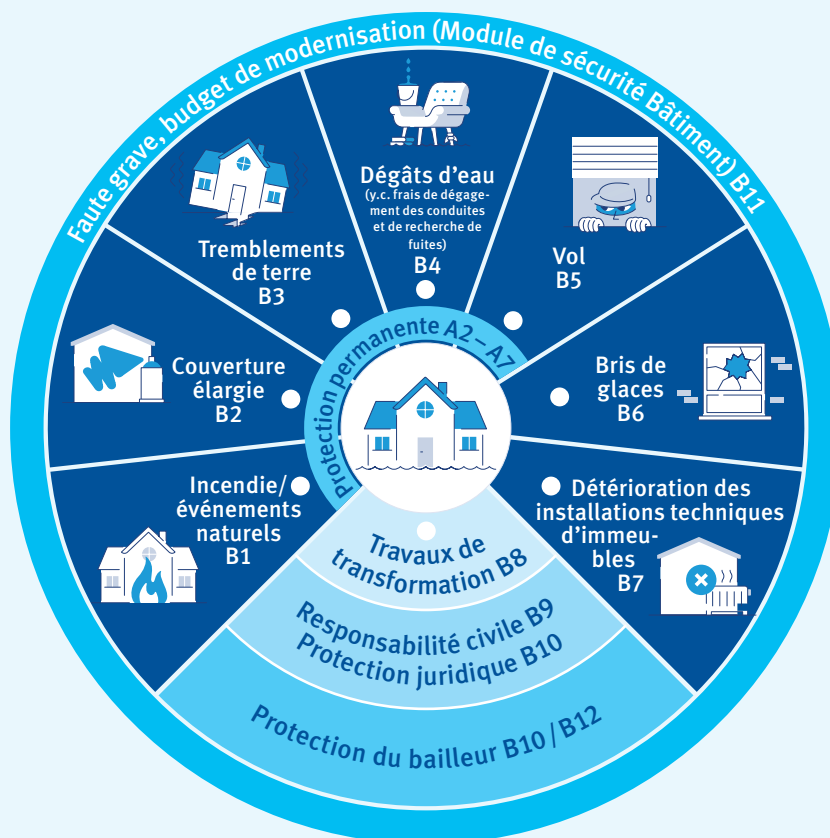 Faute grave, budget de modernisation (Module de sécurité Bâtiment) B11
Tremblements
de terre
B3
Dégâts d'eau
(y.c. frais de dégage-
ment des conduites
et de recherche de
fuites)
B4
Vol
B5
Couverture
élargie
B2
Protection permanente A2 – A7
Bris de
glaces
B6
Incendie/
événements
naturels
B1
Détérioration des
installations techniques
d'immeu-
bles
B7
Travaux de
transformation B8
Responsabilité civile B9
Protection juridique B10
Protection du bailleur B10 / B12